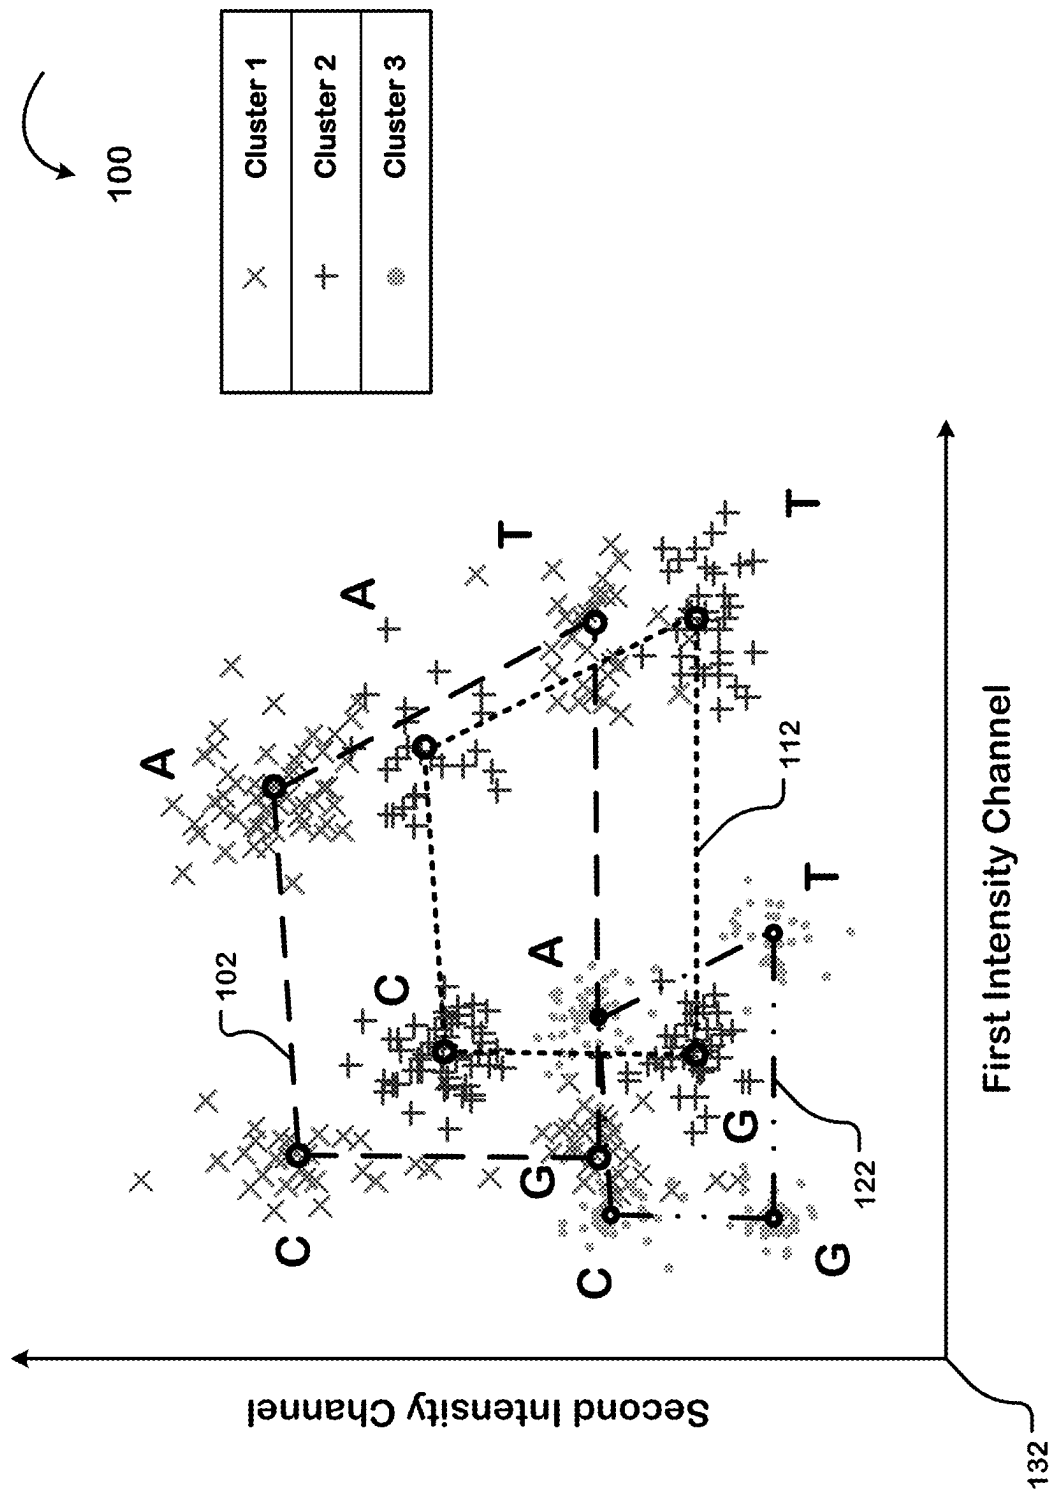 100
A
102
Cluster 1
Cluster 2
Cluster 3
C
A
C
T
G
A
C
Second Intensity Channel
G
112
T
T
G
122
First Intensity Channel
132